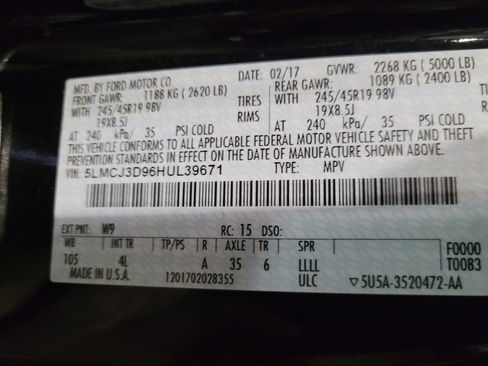 MFD. BY FORD MOTOR CO. DATE: 02/17 GVWR: 2268 KG ( 5000 LB)
FRONT GAWR: 1188 KG ( 2620 LB) REAR GAWR: 1089 KG ( 2400 LB)
WITH 245/45R19 98V TIRES WITH 245/45R19 98V
19X8.5J RIMS 19X8.5J
AT 240 kPa/ 35 PSI COLD AT 240 kPa/ 35 PSI COLD
THIS VEHICLE CONFORMS TO ALL APPLICABLE FEDERAL MOTOR VEHICLE SAFETY AND THEFT
PREVENTION STANDARDS IN EFFECT ON THE DATE OF MANUFACTURE SHOWN ABOVE.
VIN: 5LMCJ3D96HUL39671 TYPE: MPV
EXT PNT: W9 RC: 15 DSO:
WB INT TR TP/PS R AXLE TR SPR F0000
105 4L A 35 6 LLLL T0083
MADE IN U.S.A. 1201702028355 ULC ▽5U5A-3520472-AA